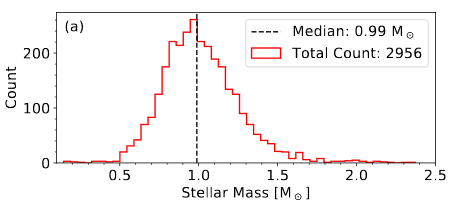 (a)
Median: 0.99 M⊙
Total Count: 2956
Count
200
100
0
0.5 1.0 1.5 2.0 2.5
Stellar Mass [M⊙]